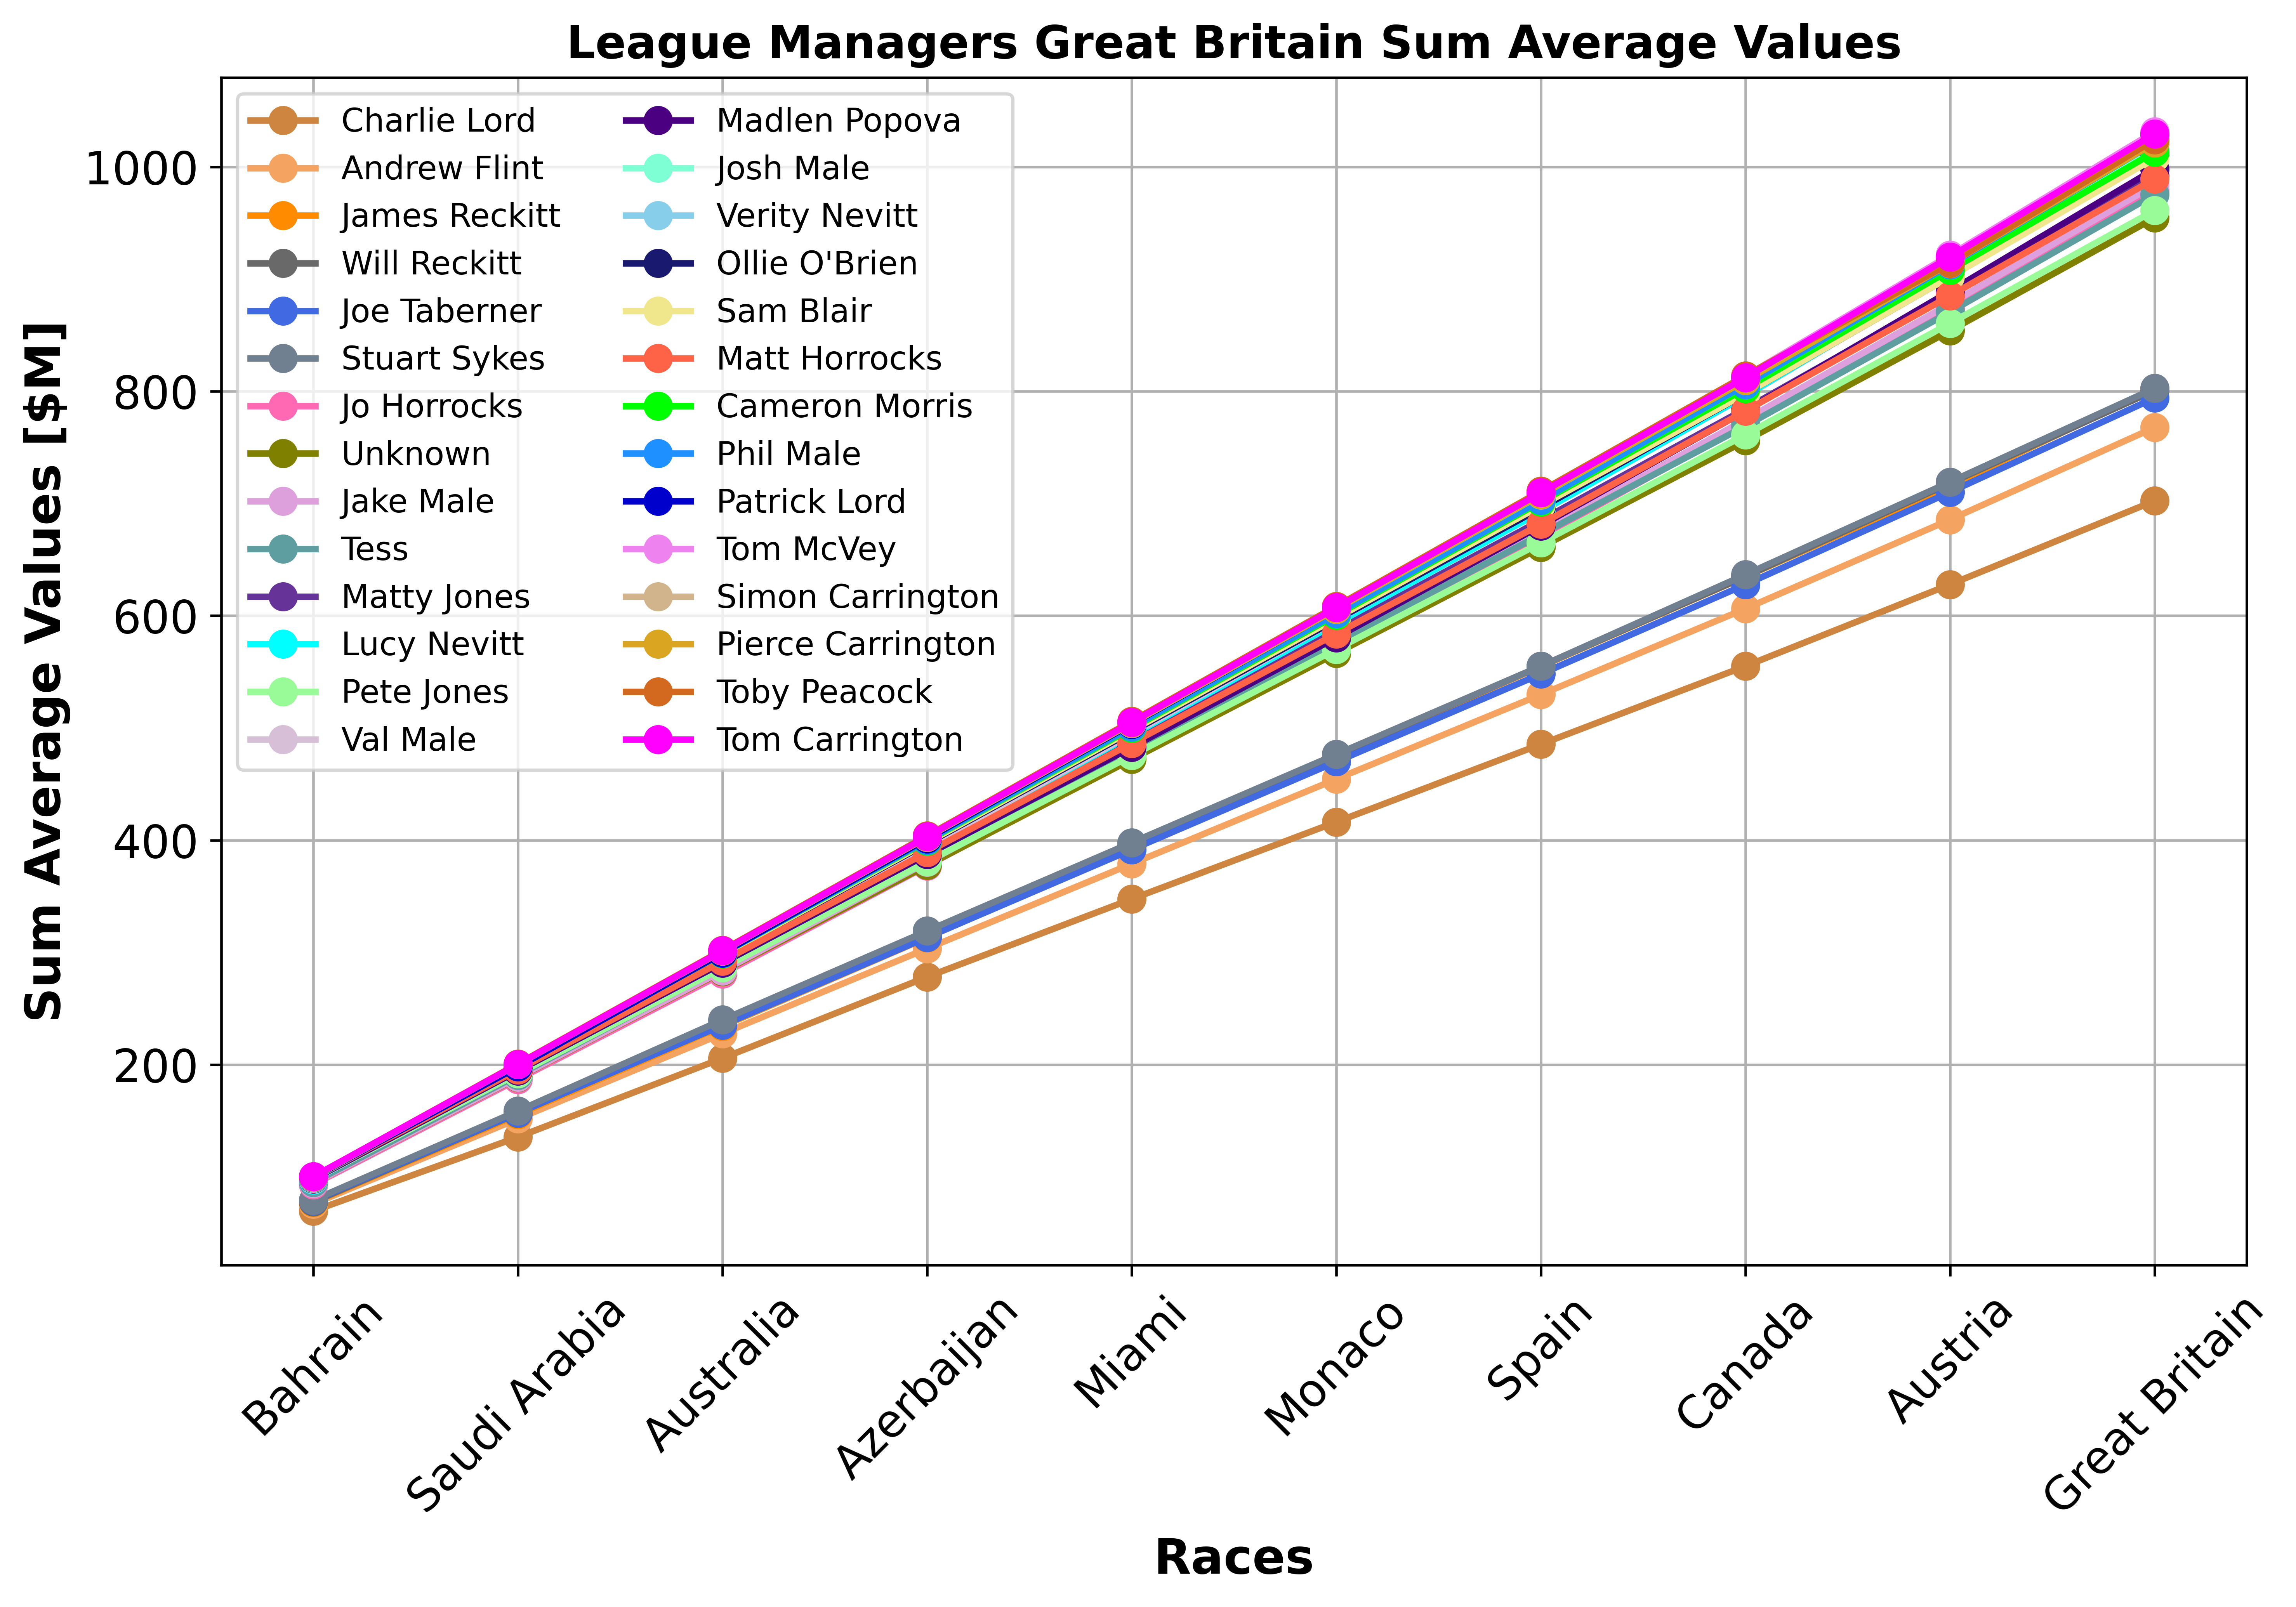 League Managers Great Britain Sum Average Values
Sum Average Values [$M]
1000
800
600
400
200
Charlie Lord
Andrew Flint
James Reckitt
Will Reckitt
Joe Taberner
Stuart Sykes
Jo Horrocks
Unknown
Jake Male
Tess
Matty Jones
Lucy Nevitt
Pete Jones
Val Male
Madlen Popova
Josh Male
Verity Nevitt
Ollie O'Brien
Sam Blair
Matt Horrocks
Cameron Morris
Phil Male
Patrick Lord
Tom McVey
Simon Carrington
Pierce Carrington
Toby Peacock
Tom Carrington
Bahrain
Saudi Arabia
Australia
Azerbaijan
Miami
Monaco
Spain
Canada
Austria
Great Britain
Races